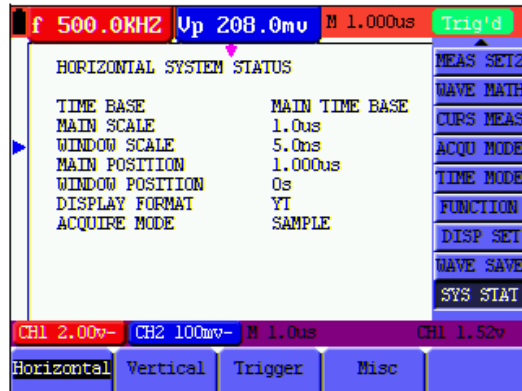 f 500.0KHZ Vp 208.0mv M 1.000us Trig'd
HORIZONTAL SYSTEM STATUS
TIME BASE MAIN TIME BASE
MAIN SCALE 1.0us
WINDOW SCALE 5.0ns
MAIN POSITION 1.000us
WINDOW POSITION 0s
DISPLAY FORMAT YT
ACQUIRE MODE SAMPLE
MEAS SET2
WAVE MATH
CURS MEAS
ACQU MODE
TIME MODE
FUNCTION
DISP SET
WAVE SAVE
SYS STAT
CH1 2.00v- CH2 100mv- M 1.0us CH1 1.52v
Horizontal Vertical Trigger Misc